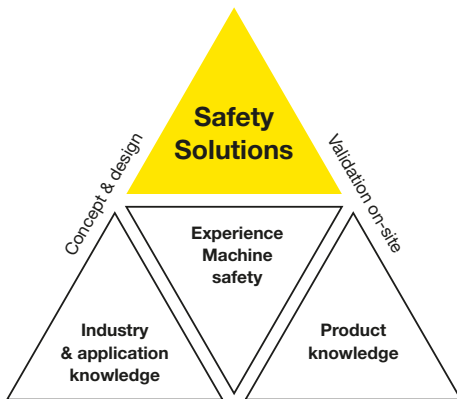 Safety
Solutions
Concept & design
Validation on-site
Experience
Machine
safety
Industry
& application
knowledge
Product
knowledge